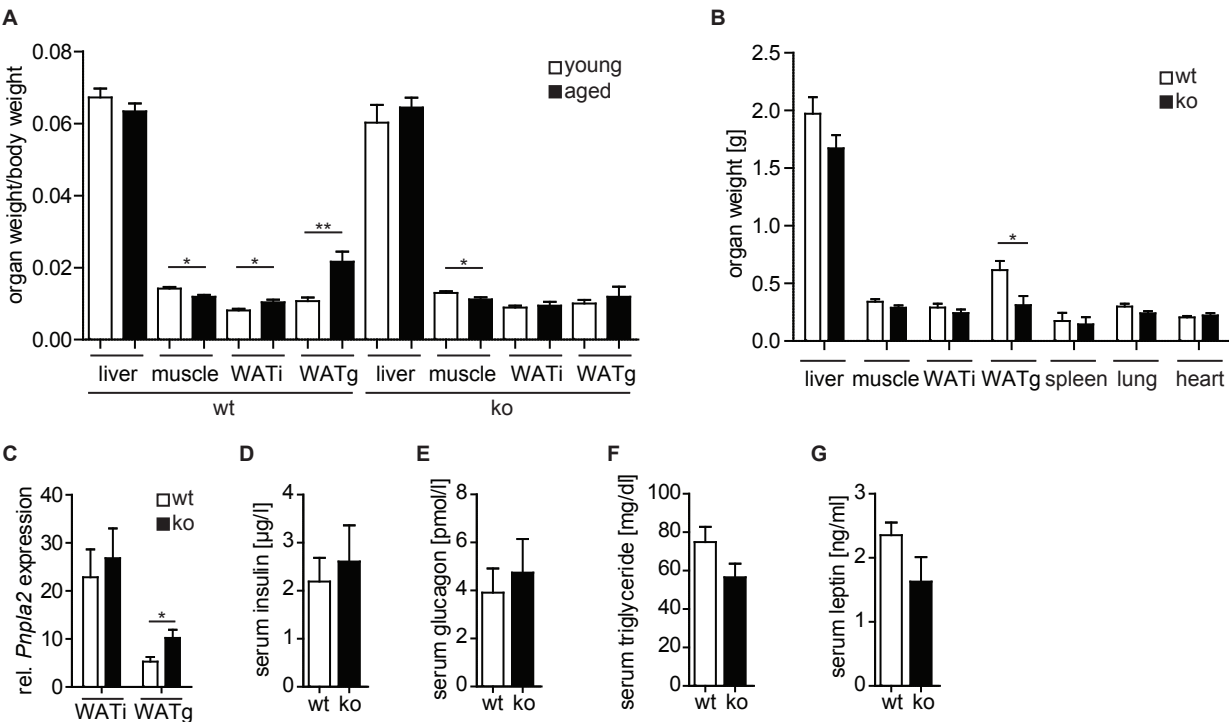 A
organ weight/body weight
0.08
0.06
0.04
0.02
0.00
young
aged
*
*
**
*
liver muscle WATi WATg liver muscle WATi WATg
wt ko
B
organ weight [g]
2.5
2.0
1.5
1.0
0.5
0.0
wt
ko
*
liver muscle WATi WATg spleen lung heart
C
rel. Pnpla2 expression
40
30
20
10
0
wt
ko
*
WATi WATg
D
serum insulin [µg/l]
4
3
2
1
0
wt ko
E
serum glucagon [pmol/l]
8
6
4
2
0
wt ko
F
serum triglyceride [mg/dl]
100
80
60
40
20
0
wt ko
G
serum leptin [ng/ml]
3
2
1
0
wt ko